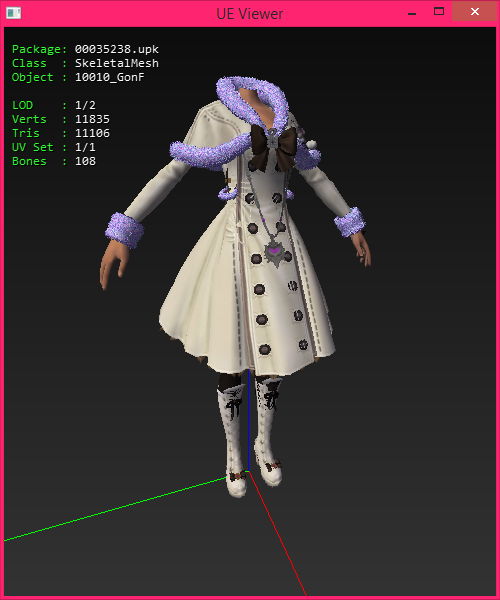 UE Viewer
Package: 00035238.upk
Class : SkeletalMesh
Object : 10010_GonF
LOD : 1/2
Verts : 11835
Tris : 11106
UV Set : 1/1
Bones : 108